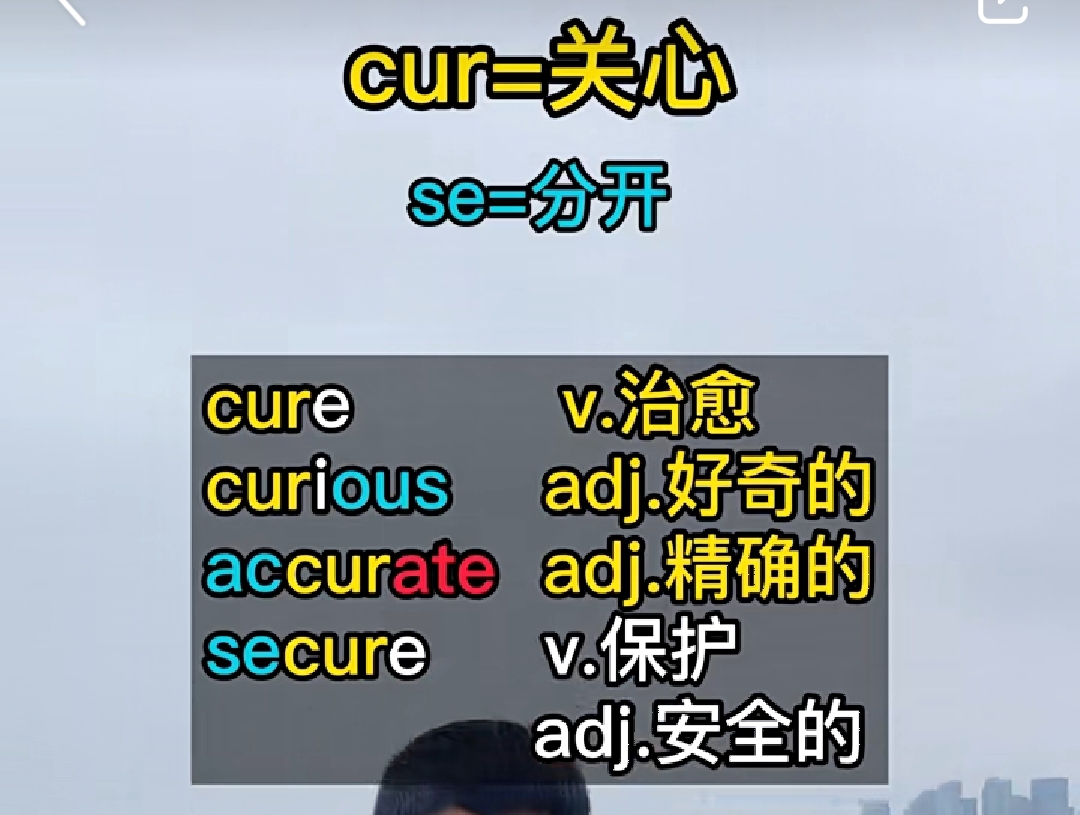 cur=关心
se=分开
cure v.治愈
curious adj.好奇的
accurate adj.精确的
secure v.保护
adj.安全的